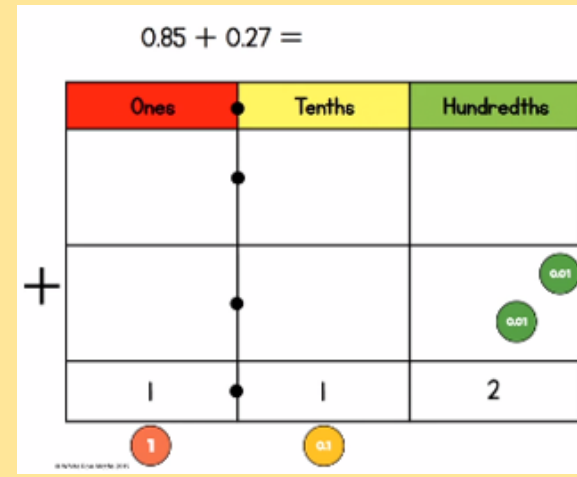 0.85 + 0.27 =
Ones Tenths Hundredths
+
0.01
0.01
1 1 2
1 0.1